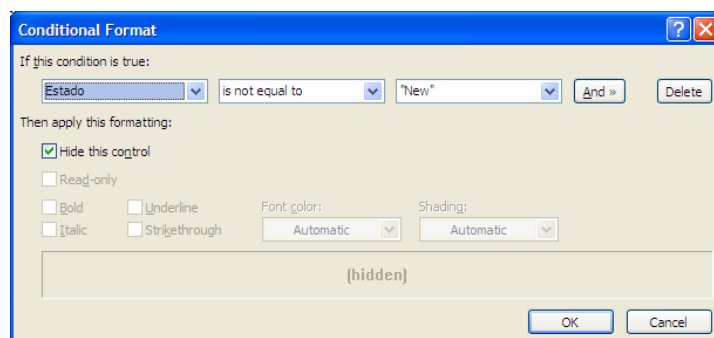 Conditional Format
If this condition is true:
Estado is not equal to "New" And » Delete
Then apply this formatting:
Hide this control
Read-only
Bold Underline Font color: Shading:
Italic Strikethrough Automatic Automatic
(hidden)
OK Cancel